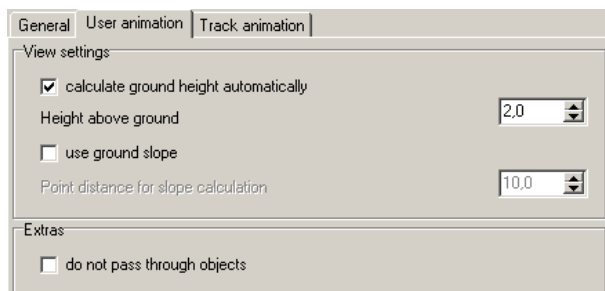 General User animation Track animation
View settings
calculate ground height automatically
Height above ground 2,0
use ground slope
Point distance for slope calculation 10,0
Extras
do not pass through objects